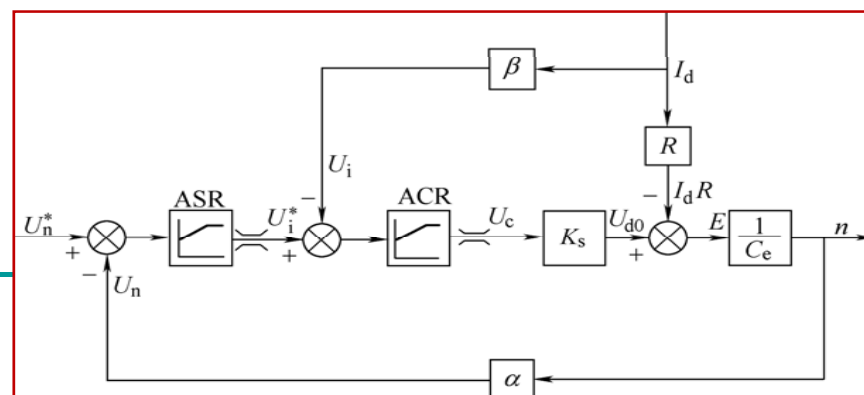 β
I_d
R
U_i
I_dR
ASR
ACR
U_n^*
U_i^*
U_c
K_s
U_d0
E
1/C_e
n
U_n
α
+
−
+
−
+
−